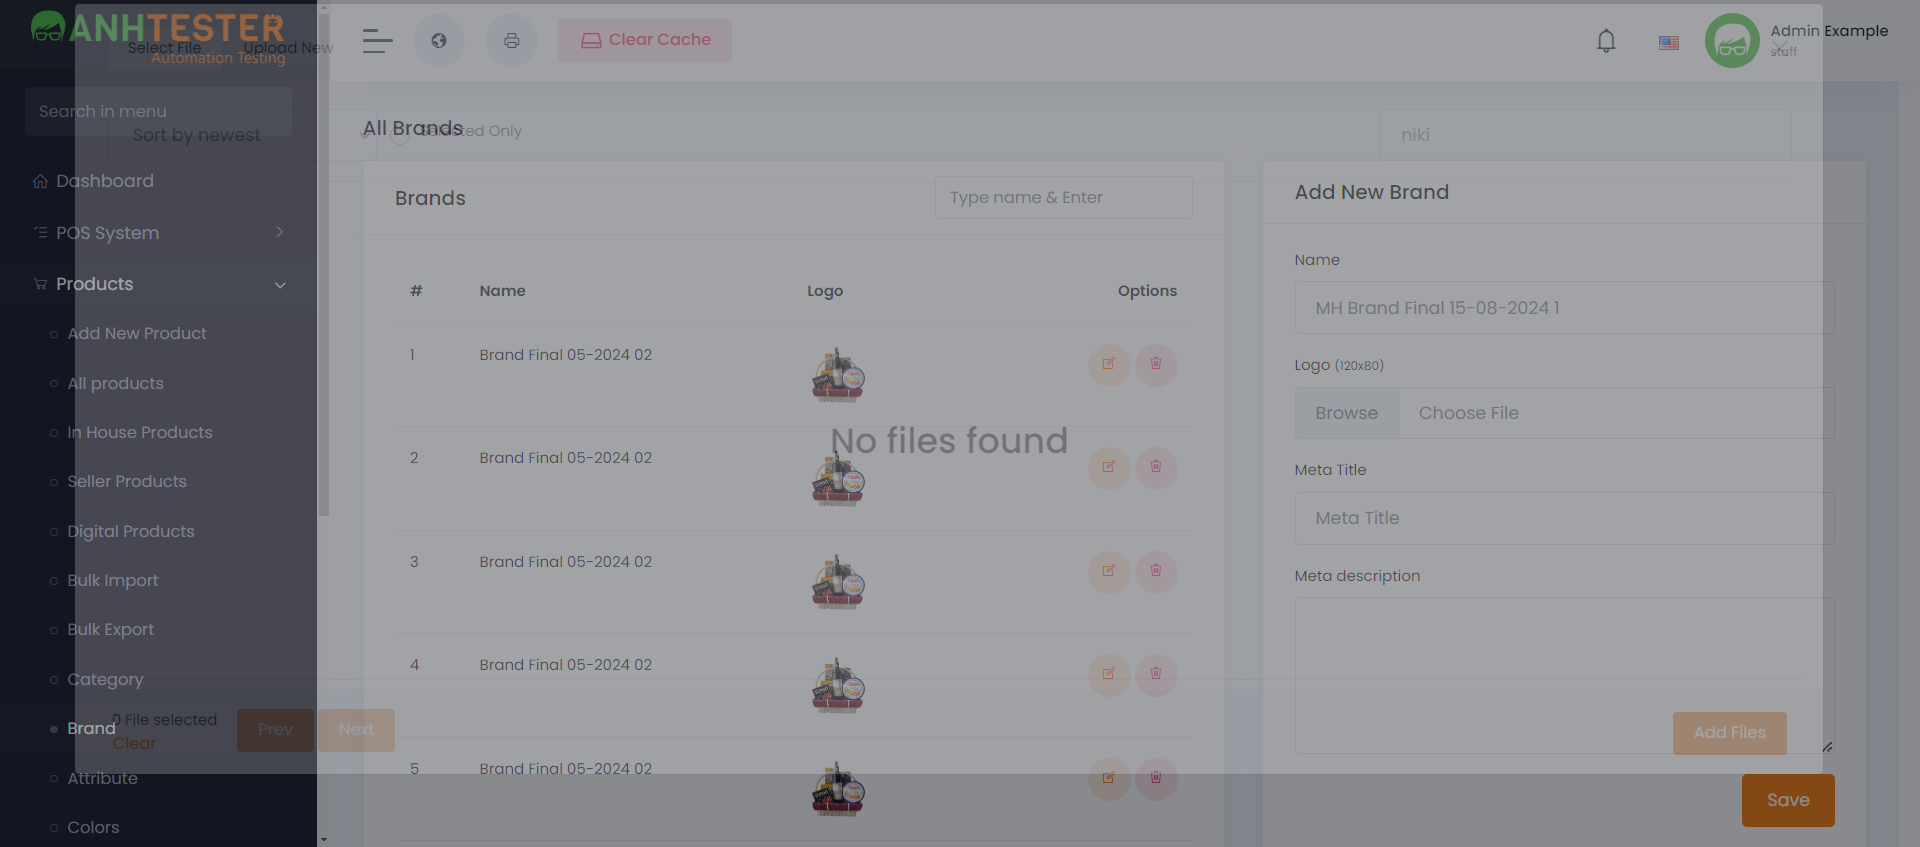 ANHTESTER
Automation Testing
Select File
Upload New
Clear Cache
Admin Example
staff
Search in menu
Sort by newest
Selected Only
niki
All Brands
Dashboard
POS System
Products
Add New Product
All products
In House Products
Seller Products
Digital Products
Bulk Import
Bulk Export
Category
Brand
Attribute
Colors
Brands
Type name & Enter
# Name Logo Options
1 Brand Final 05-2024 02
2 Brand Final 05-2024 02
3 Brand Final 05-2024 02
4 Brand Final 05-2024 02
5 Brand Final 05-2024 02
No files found
Add New Brand
Name
MH Brand Final 15-08-2024 1
Logo (120x80)
Browse Choose File
Meta Title
Meta Title
Meta description
0 File selected
Clear
Prev Next
Add Files
Save